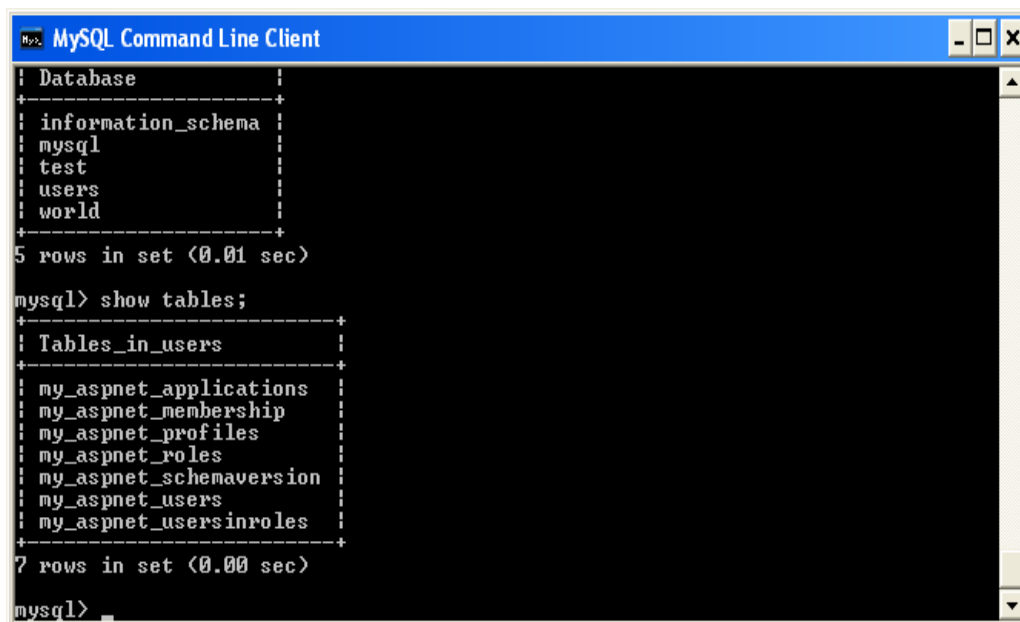 MySQL Command Line Client
| Database           |
+--------------------+
| information_schema |
| mysql              |
| test               |
| users              |
| world              |
+--------------------+
5 rows in set (0.01 sec)
mysql> show tables;
+-------------------------+
| Tables_in_users         |
+-------------------------+
| my_aspnet_applications  |
| my_aspnet_membership    |
| my_aspnet_profiles      |
| my_aspnet_roles         |
| my_aspnet_schemaversion |
| my_aspnet_users         |
| my_aspnet_usersinroles  |
+-------------------------+
7 rows in set (0.00 sec)
mysql> _